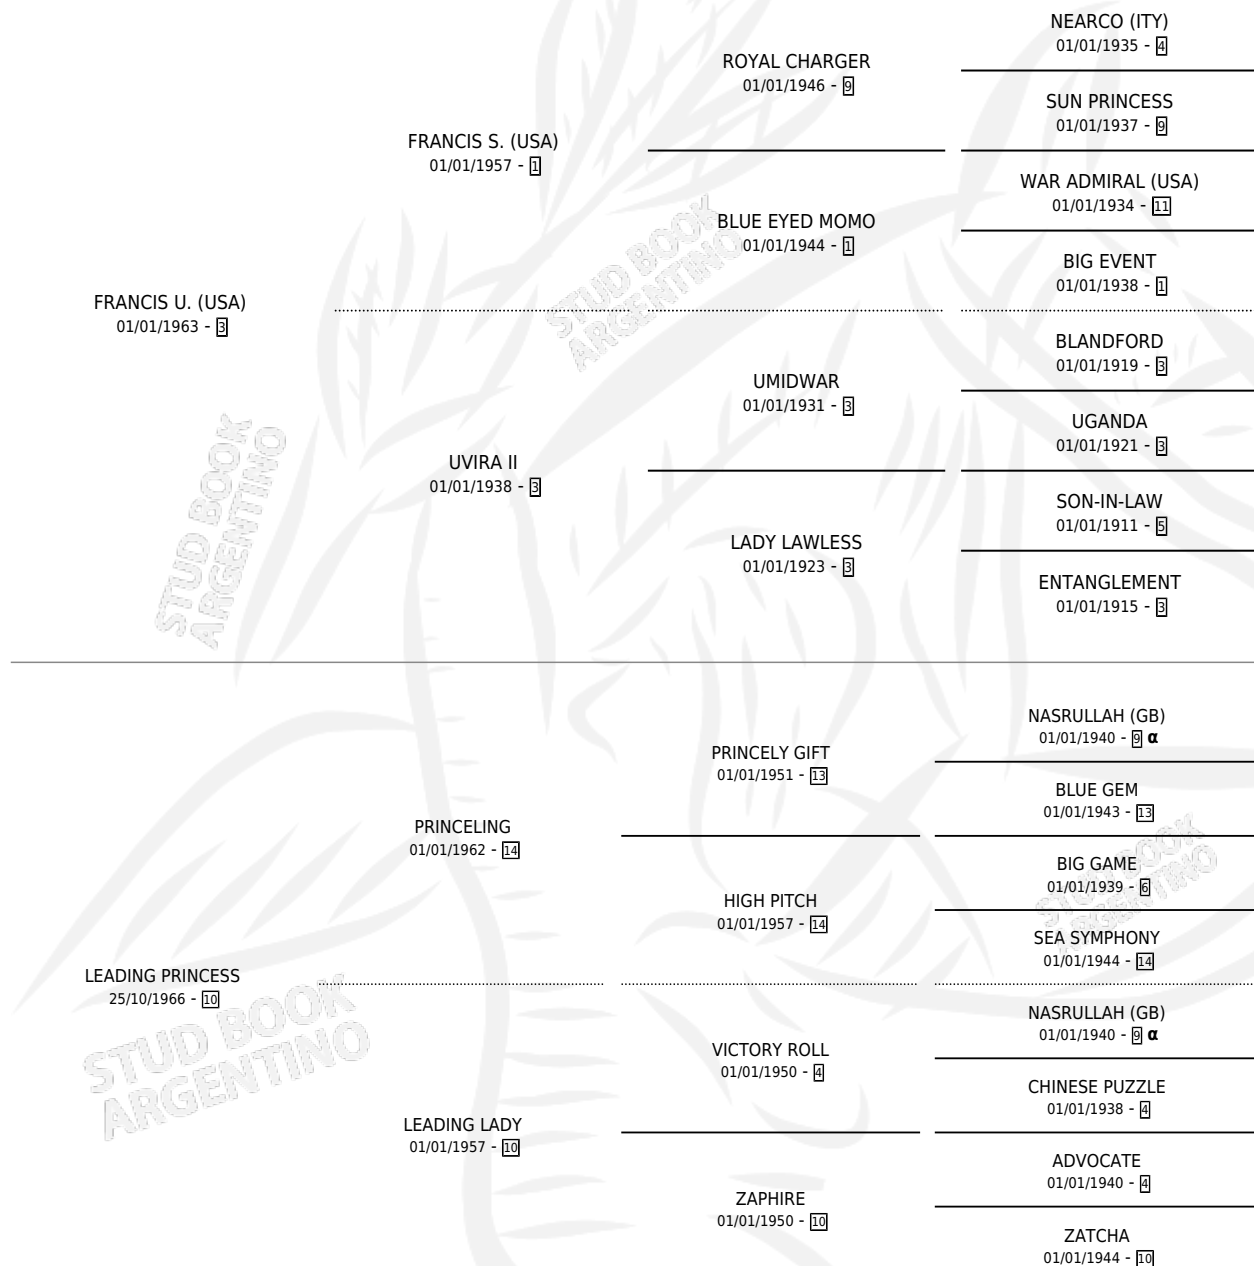 NEARCO (ITY)
01/01/1935 - 4
ROYAL CHARGER
01/01/1946 - 9
SUN PRINCESS
01/01/1937 - 9
FRANCIS S. (USA)
01/01/1957 - 1
WAR ADMIRAL (USA)
01/01/1934 - 11
BLUE EYED MOMO
01/01/1944 - 1
BIG EVENT
01/01/1938 - 1
FRANCIS U. (USA)
01/01/1963 - 3
BLANDFORD
01/01/1919 - 3
UMIDWAR
01/01/1931 - 3
UGANDA
01/01/1921 - 3
UVIRA II
01/01/1938 - 3
SON-IN-LAW
01/01/1911 - 5
LADY LAWLESS
01/01/1923 - 3
ENTANGLEMENT
01/01/1915 - 3
NASRULLAH (GB)
01/01/1940 - 9 α
PRINCELY GIFT
01/01/1951 - 13
BLUE GEM
01/01/1943 - 13
PRINCELING
01/01/1962 - 14
BIG GAME
01/01/1939 - 6
HIGH PITCH
01/01/1957 - 14
SEA SYMPHONY
01/01/1944 - 14
LEADING PRINCESS
25/10/1966 - 10
NASRULLAH (GB)
01/01/1940 - 9 α
VICTORY ROLL
01/01/1950 - 4
CHINESE PUZZLE
01/01/1938 - 4
LEADING LADY
01/01/1957 - 10
ADVOCATE
01/01/1940 - 4
ZAPHIRE
01/01/1950 - 10
ZATCHA
01/01/1944 - 10
STUD BOOK
ARGENTINO
STUD BOOK
ARGENTINO
STUD BOOK
ARGENTINO
STUD BOOK
ARGENTINO